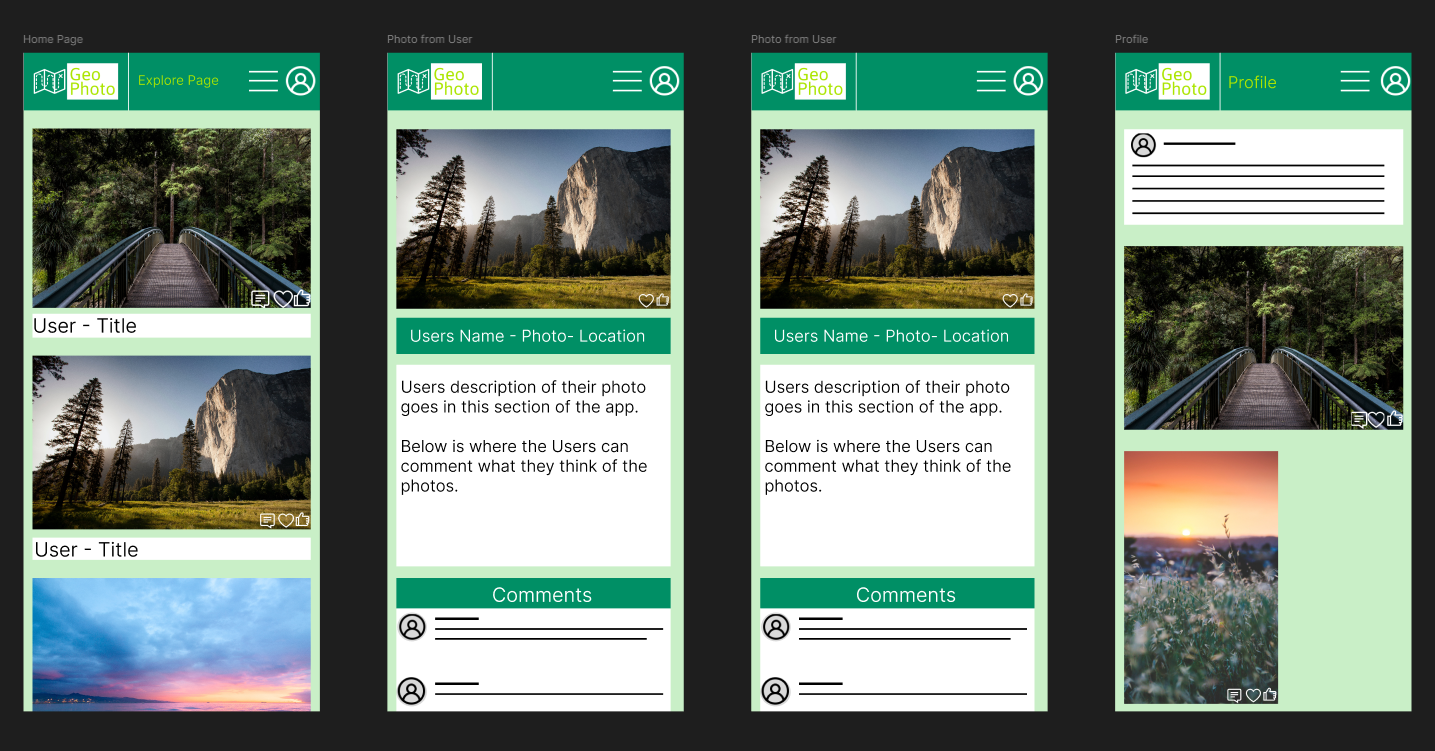 Home Page
Geo
Photo
Explore Page
User - Title
User - Title
Photo from User
Geo
Photo
Users Name - Photo- Location
Users description of their photo
goes in this section of the app.
Below is where the Users can
comment what they think of the
photos.
Comments
Photo from User
Geo
Photo
Users Name - Photo- Location
Users description of their photo
goes in this section of the app.
Below is where the Users can
comment what they think of the
photos.
Comments
Profile
Geo
Photo
Profile